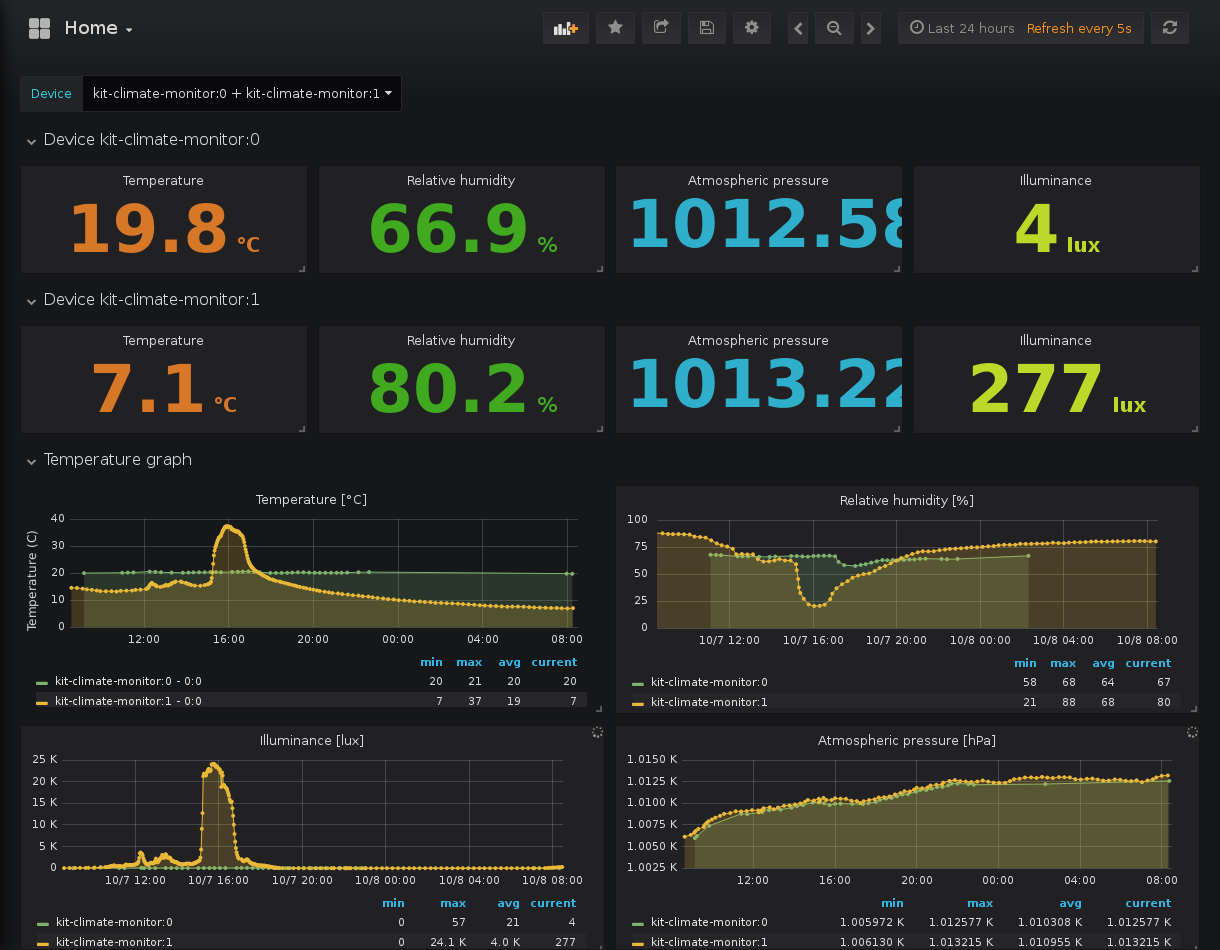 Home
Last 24 hours Refresh every 5s
Device kit-climate-monitor:0 + kit-climate-monitor:1
Device kit-climate-monitor:0
Temperature Relative humidity Atmospheric pressure Illuminance
19.8 °C 66.9 % 1012.58 4 lux
Device kit-climate-monitor:1
Temperature Relative humidity Atmospheric pressure Illuminance
7.1 °C 80.2 % 1013.22 277 lux
Temperature graph
Temperature [°C]
Temperature (C)
40
30
20
10
0
12:00 16:00 20:00 00:00 04:00 08:00
min max avg current
kit-climate-monitor:0 - 0:0 20 21 20 20
kit-climate-monitor:1 - 0:0 7 37 19 7
Relative humidity [%]
100
75
50
25
0
10/7 12:00 10/7 16:00 10/7 20:00 10/8 00:00 10/8 04:00 10/8 08:00
min max avg current
kit-climate-monitor:0 58 68 64 67
kit-climate-monitor:1 21 88 68 80
Illuminance [lux]
25 K
20 K
15 K
10 K
5 K
0
10/7 12:00 10/7 16:00 10/7 20:00 10/8 00:00 10/8 04:00 10/8 08:00
min max avg current
kit-climate-monitor:0 0 57 21 4
kit-climate-monitor:1 0 24.1 K 4.0 K 277
Atmospheric pressure [hPa]
1.0150 K
1.0125 K
1.0100 K
1.0075 K
1.0050 K
1.0025 K
12:00 16:00 20:00 00:00 04:00 08:00
min max avg current
kit-climate-monitor:0 1.005972 K 1.012577 K 1.010308 K 1.012577 K
kit-climate-monitor:1 1.006130 K 1.013215 K 1.010955 K 1.013215 K